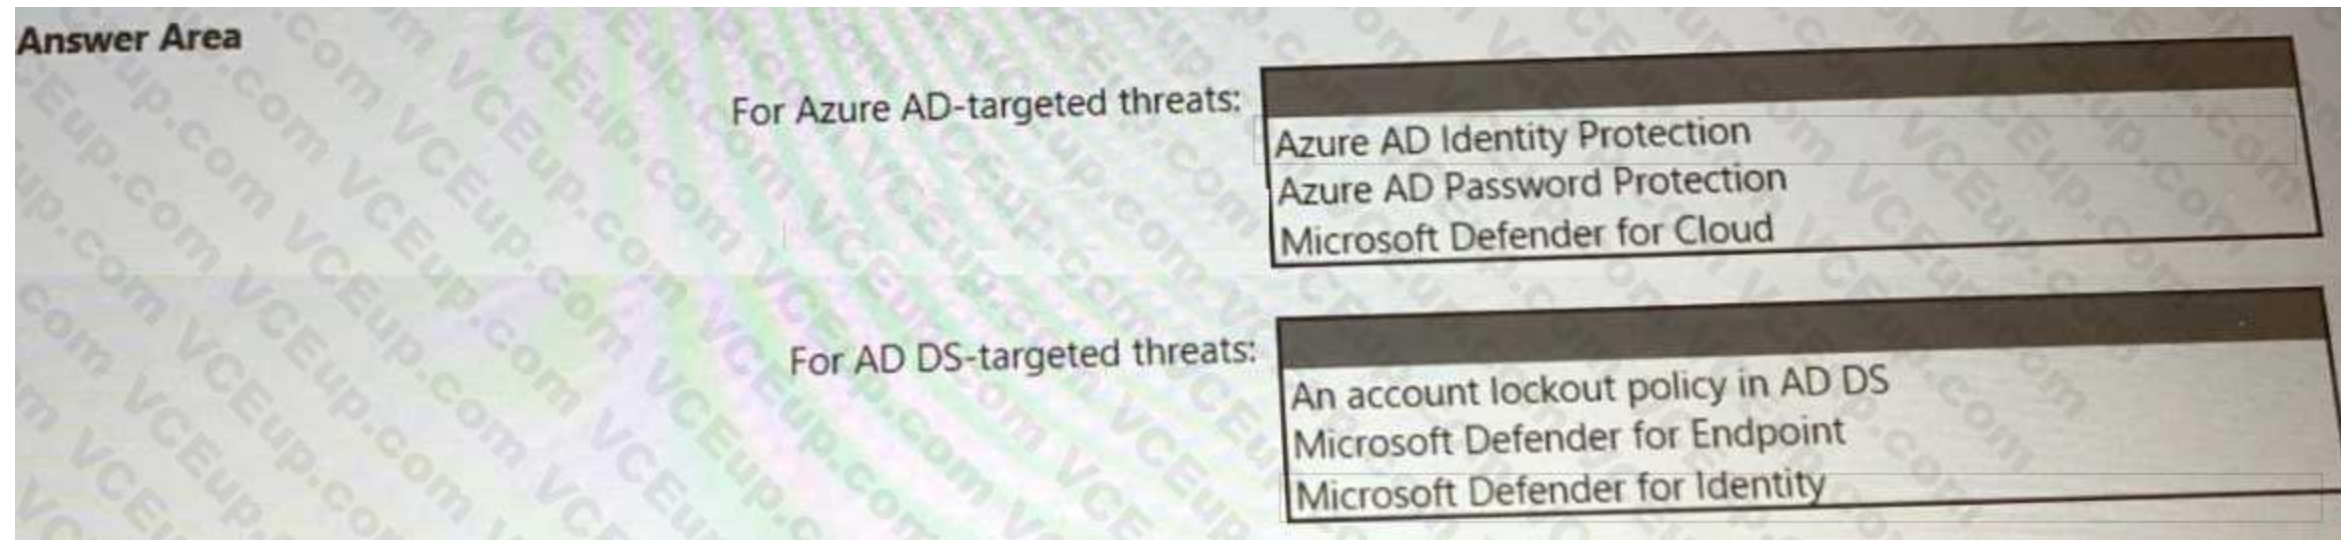 Answer Area
For Azure AD-targeted threats:
Azure AD Identity Protection
Azure AD Password Protection
Microsoft Defender for Cloud
For AD DS-targeted threats:
An account lockout policy in AD DS
Microsoft Defender for Endpoint
Microsoft Defender for Identity
VCEup.com